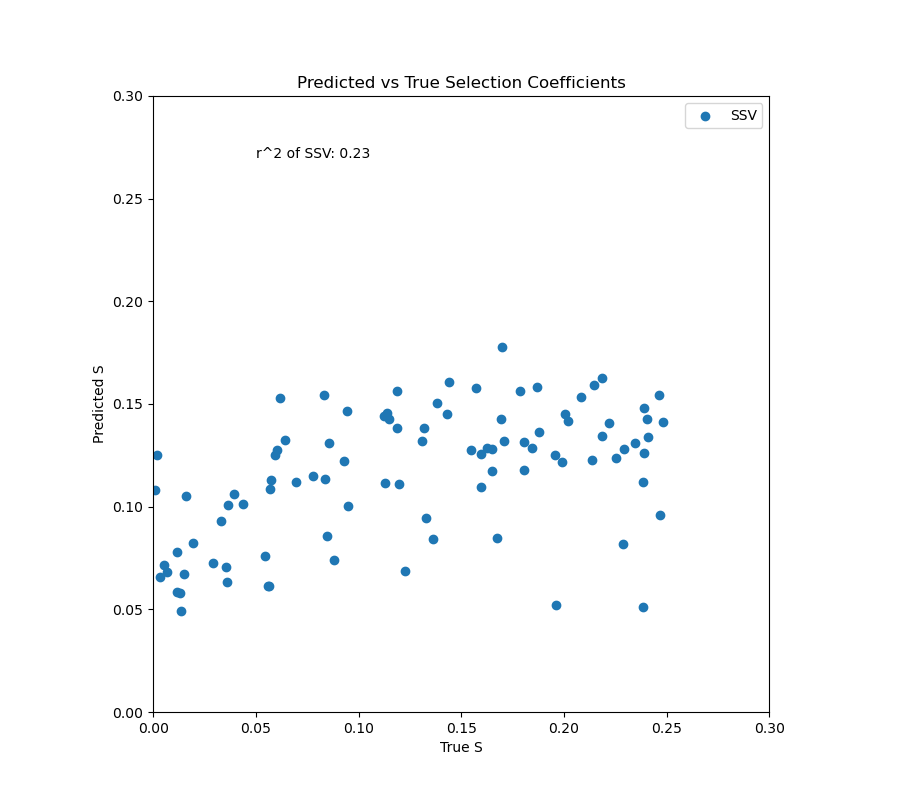 Predicted vs True Selection Coefficients
SSV
r^2 of SSV: 0.23
Predicted S
0.30
0.25
0.20
0.15
0.10
0.05
0.00
0.00 0.05 0.10 0.15 0.20 0.25 0.30
True S